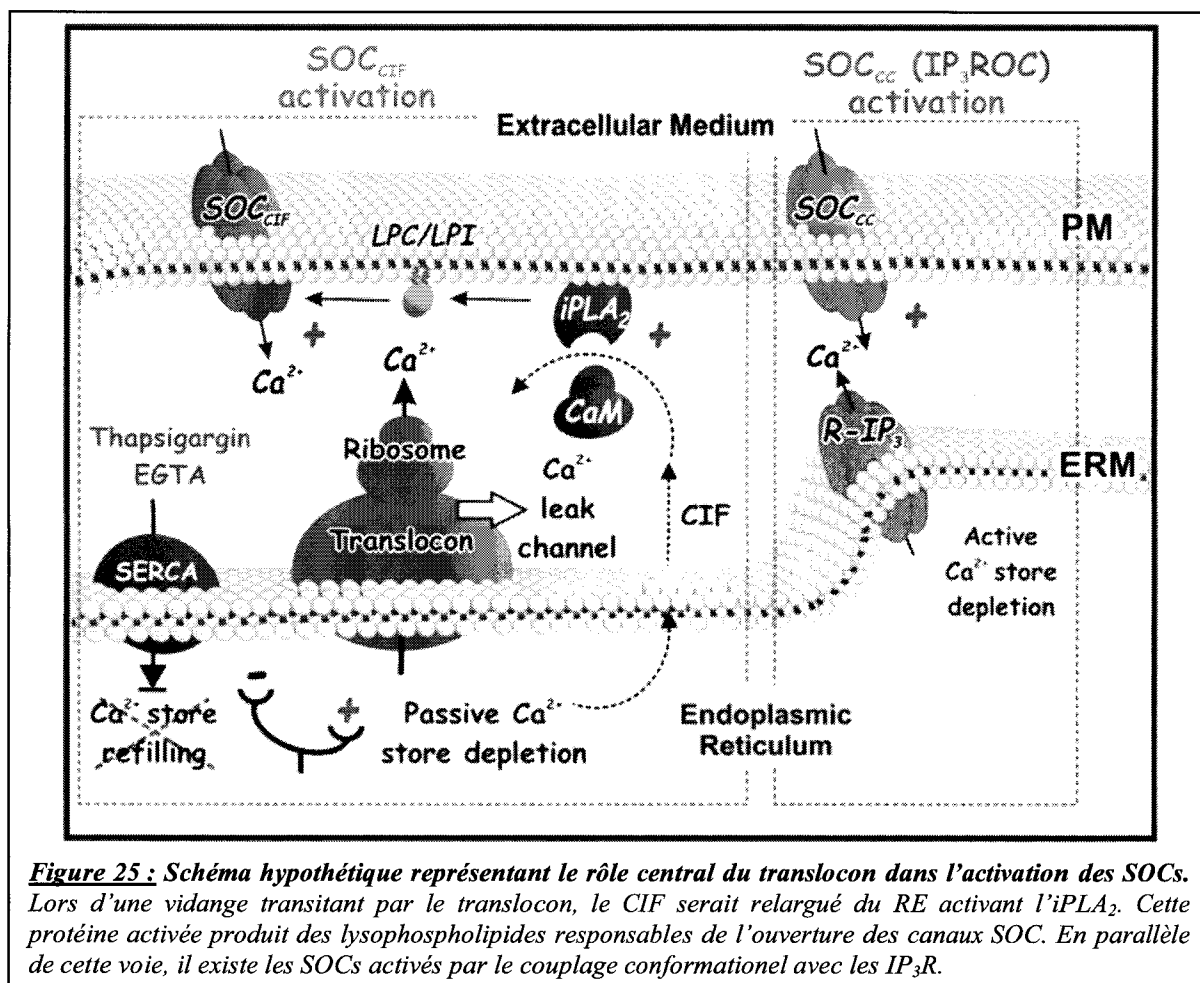 SOC_CIF
activation
SOC_CC (IP₃ROC)
activation
Extracellular Medium
SOC_CIF
LPC/LPI
SOC_CC
PM
iPLA₂
+
+
+
Ca²⁺
Ca²⁺
Ca²⁺
CaM
R-IP₃
Thapsigargin
EGTA
Ribosome
Ca²⁺
leak
channel
ERM
CIF
Translocon
SERCA
Active
Ca²⁺ store
depletion
Ca²⁺ store
refilling
-
+
Passive Ca²⁺
store depletion
Endoplasmic
Reticulum
Figure 25 : Schéma hypothétique représentant le rôle central du translocon dans l'activation des SOCs.
Lors d'une vidange transitant par le translocon, le CIF serait relargué du RE activant l'iPLA₂. Cette
protéine activée produit des lysophospholipides responsables de l'ouverture des canaux SOC. En parallèle
de cette voie, il existe les SOCs activés par le couplage conformationel avec les IP₃R.